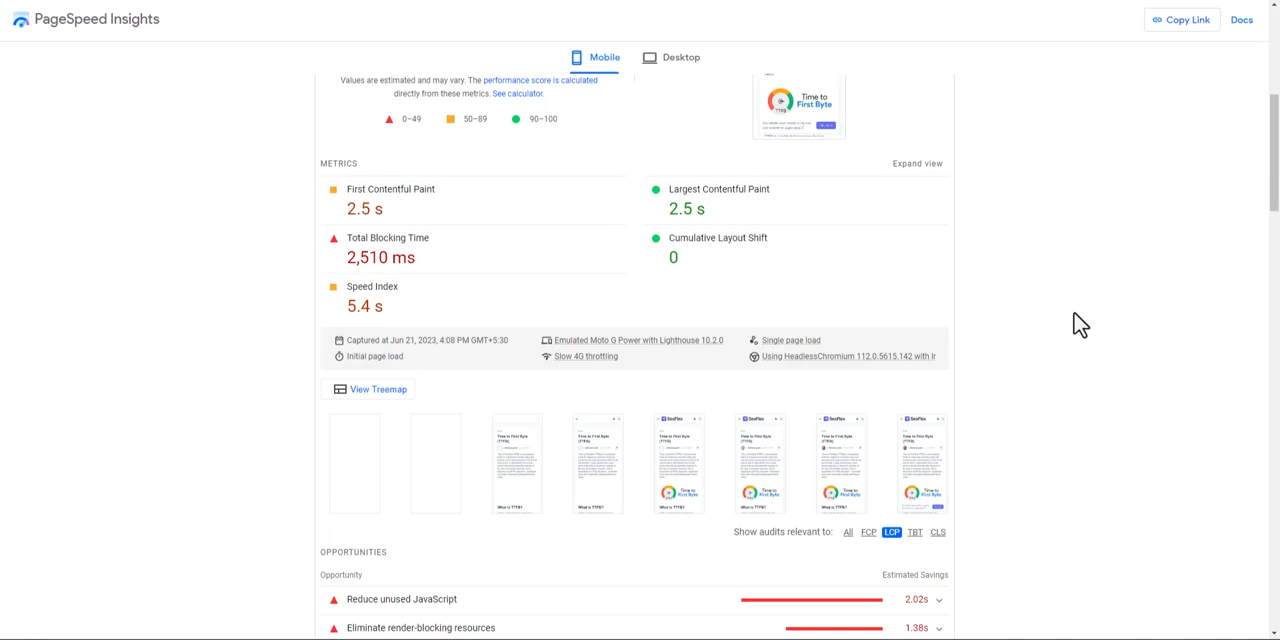 PageSpeed Insights
Copy Link
Docs
Mobile
Desktop
Values are estimated and may vary. The performance score is calculated
directly from these metrics. See calculator.
0–49
50–89
90–100
Time to
First Byte
METRICS
Expand view
First Contentful Paint
2.5 s
Largest Contentful Paint
2.5 s
Total Blocking Time
2,510 ms
Cumulative Layout Shift
0
Speed Index
5.4 s
Captured at Jun 21, 2023, 4:08 PM GMT+5:30
Emulated Moto G Power with Lighthouse 10.2.0
Single page load
Initial page load
Slow 4G throttling
Using HeadlessChromium 112.0.5615.142 with lr
View Treemap
Show audits relevant to: All FCP LCP TBT CLS
OPPORTUNITIES
Opportunity
Estimated Savings
Reduce unused JavaScript
2.02s
Eliminate render-blocking resources
1.38s